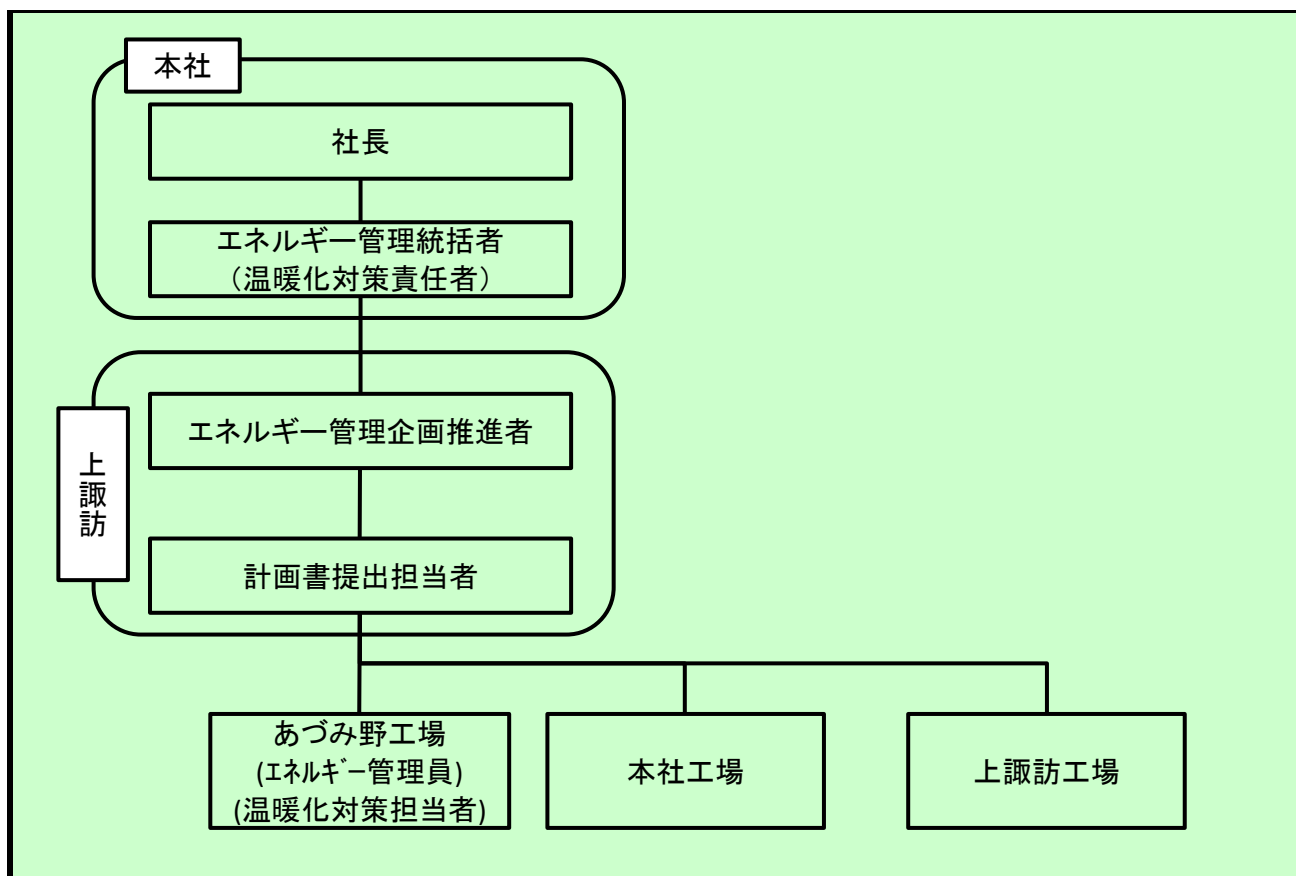 本社
社長
エネルギー管理統括者
（温暖化対策責任者）
上諏訪
エネルギー管理企画推進者
計画書提出担当者
あづみ野工場
(ｴﾈﾙｷﾞｰ管理員)
(温暖化対策担当者)
本社工場
上諏訪工場